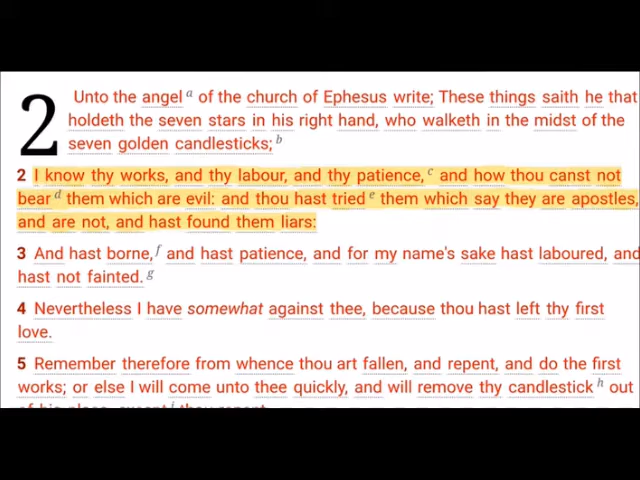 2 Unto the angel a of the church of Ephesus write; These things saith he that
holdeth the seven stars in his right hand, who walketh in the midst of the
seven golden candlesticks; b
2 I know thy works, and thy labour, and thy patience, c and how thou canst not
bear d them which are evil: and thou hast tried e them which say they are apostles,
and are not, and hast found them liars:
3 And hast borne, f and hast patience, and for my name's sake hast laboured, and
hast not fainted. g
4 Nevertheless I have somewhat against thee, because thou hast left thy first
love.
5 Remember therefore from whence thou art fallen, and repent, and do the first
works; or else I will come unto thee quickly, and will remove thy candlestick h out
of his place, except i thou repent.